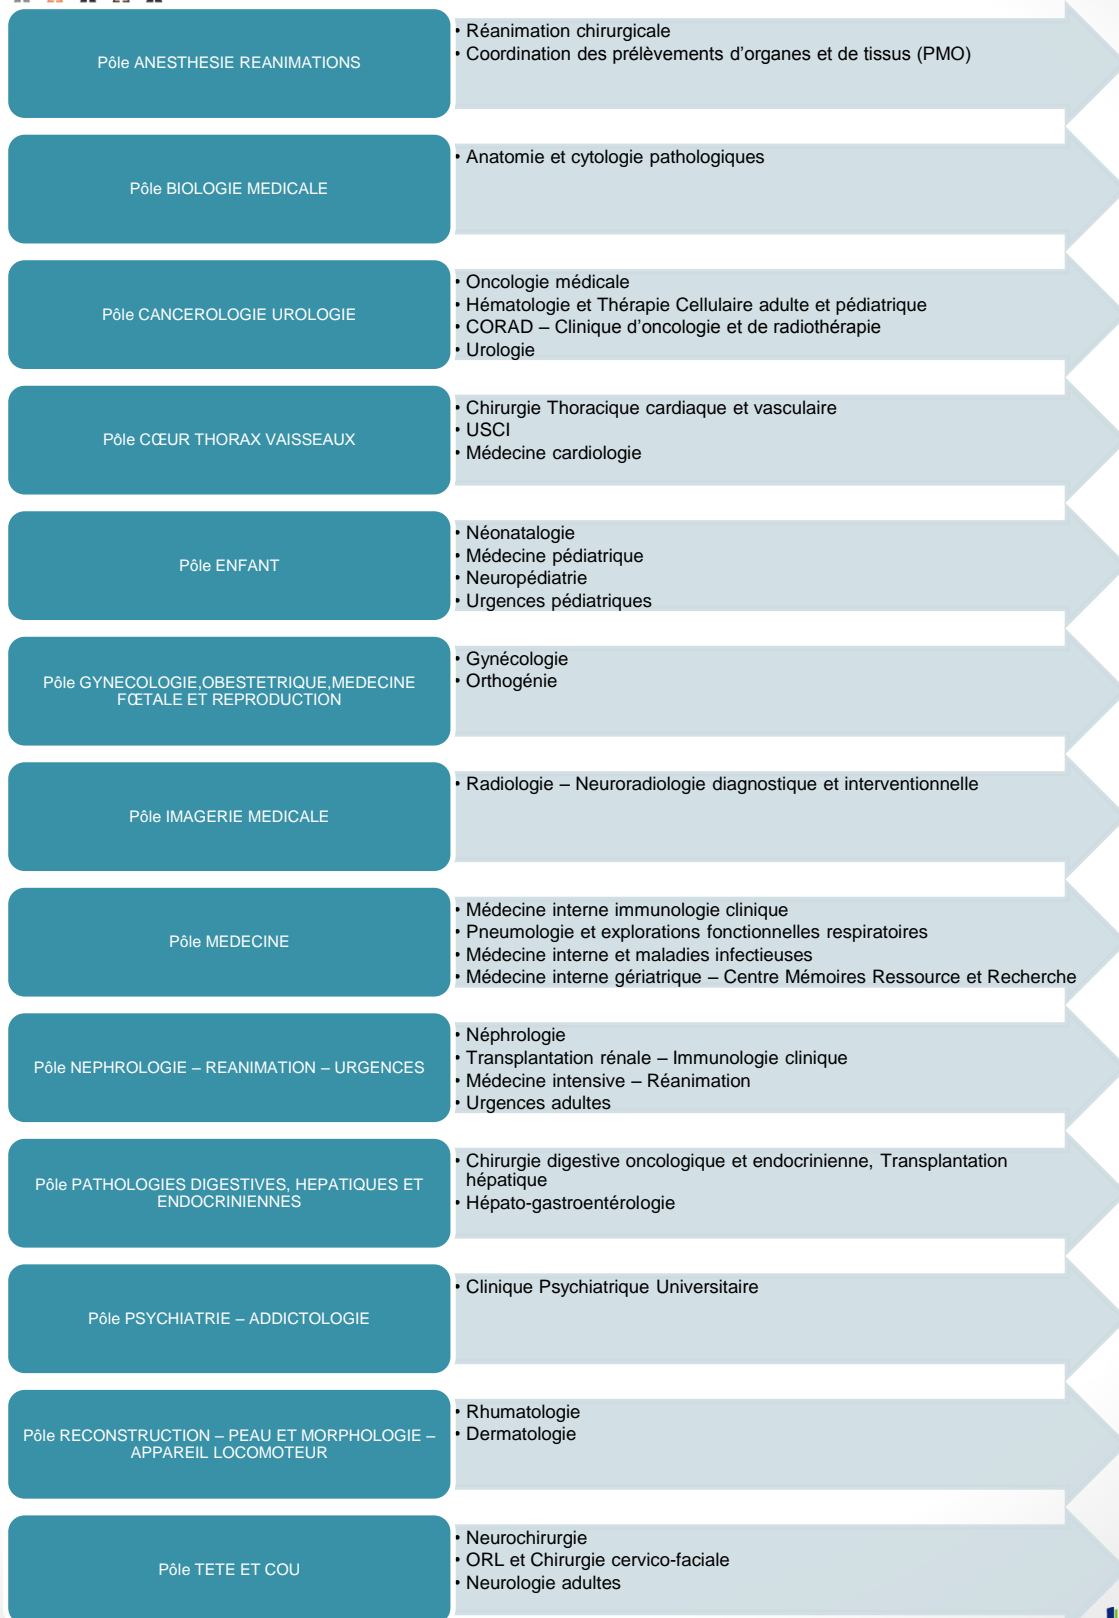 Pôle ANESTHESIE REANIMATIONS
• Réanimation chirurgicale
• Coordination des prélèvements d’organes et de tissus (PMO)
Pôle BIOLOGIE MEDICALE
• Anatomie et cytologie pathologiques
Pôle CANCEROLOGIE UROLOGIE
• Oncologie médicale
• Hématologie et Thérapie Cellulaire adulte et pédiatrique
• CORAD – Clinique d’oncologie et de radiothérapie
• Urologie
Pôle CŒUR THORAX VAISSEAUX
• Chirurgie Thoracique cardiaque et vasculaire
• USCI
• Médecine cardiologie
Pôle ENFANT
• Néonatalogie
• Médecine pédiatrique
• Neuropédiatrie
• Urgences pédiatriques
Pôle GYNECOLOGIE,OBESTETRIQUE,MEDECINE
FŒTALE ET REPRODUCTION
• Gynécologie
• Orthogénie
Pôle IMAGERIE MEDICALE
• Radiologie – Neuroradiologie diagnostique et interventionnelle
Pôle MEDECINE
• Médecine interne immunologie clinique
• Pneumologie et explorations fonctionnelles respiratoires
• Médecine interne et maladies infectieuses
• Médecine interne gériatrique – Centre Mémoires Ressource et Recherche
Pôle NEPHROLOGIE – REANIMATION – URGENCES
• Néphrologie
• Transplantation rénale – Immunologie clinique
• Médecine intensive – Réanimation
• Urgences adultes
Pôle PATHOLOGIES DIGESTIVES, HEPATIQUES ET
ENDOCRINIENNES
• Chirurgie digestive oncologique et endocrinienne, Transplantation
hépatique
• Hépato-gastroentérologie
Pôle PSYCHIATRIE – ADDICTOLOGIE
• Clinique Psychiatrique Universitaire
Pôle RECONSTRUCTION – PEAU ET MORPHOLOGIE –
APPAREIL LOCOMOTEUR
• Rhumatologie
• Dermatologie
Pôle TETE ET COU
• Neurochirurgie
• ORL et Chirurgie cervico-faciale
• Neurologie adultes